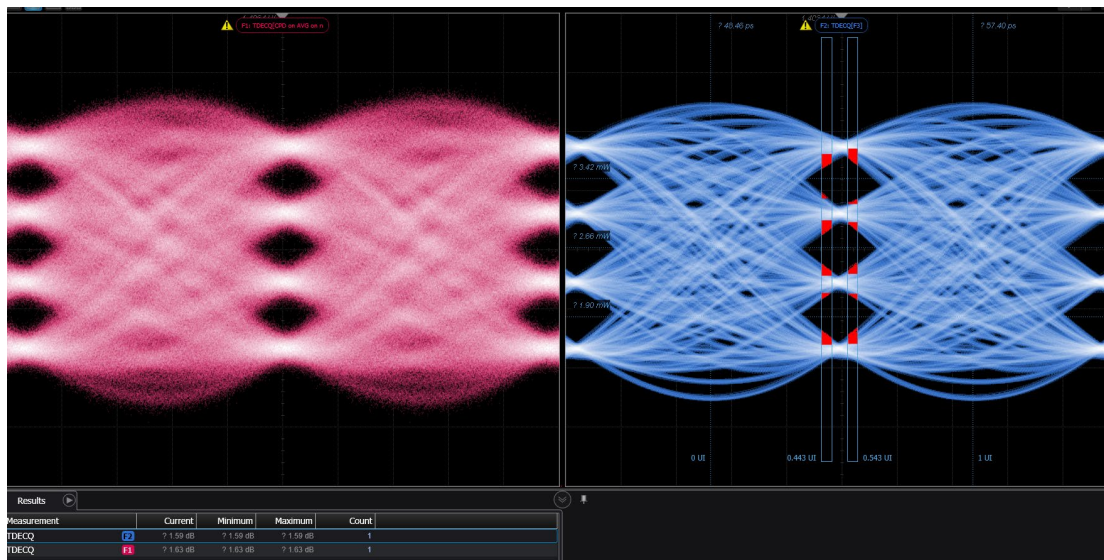 F1: TDECQ[CFD on AVG on n
? 48.46 ps
F2: TDECQ[F3]
? 57.40 ps
? 3.42 mW
? 2.66 mW
? 1.90 mW
0 UI
0.443 UI
0.543 UI
1 UI
Results
Measurement Current Minimum Maximum Count
TDECQ F2 ? 1.59 dB ? 1.59 dB ? 1.59 dB 1
TDECQ F1 ? 1.63 dB ? 1.63 dB ? 1.63 dB 1